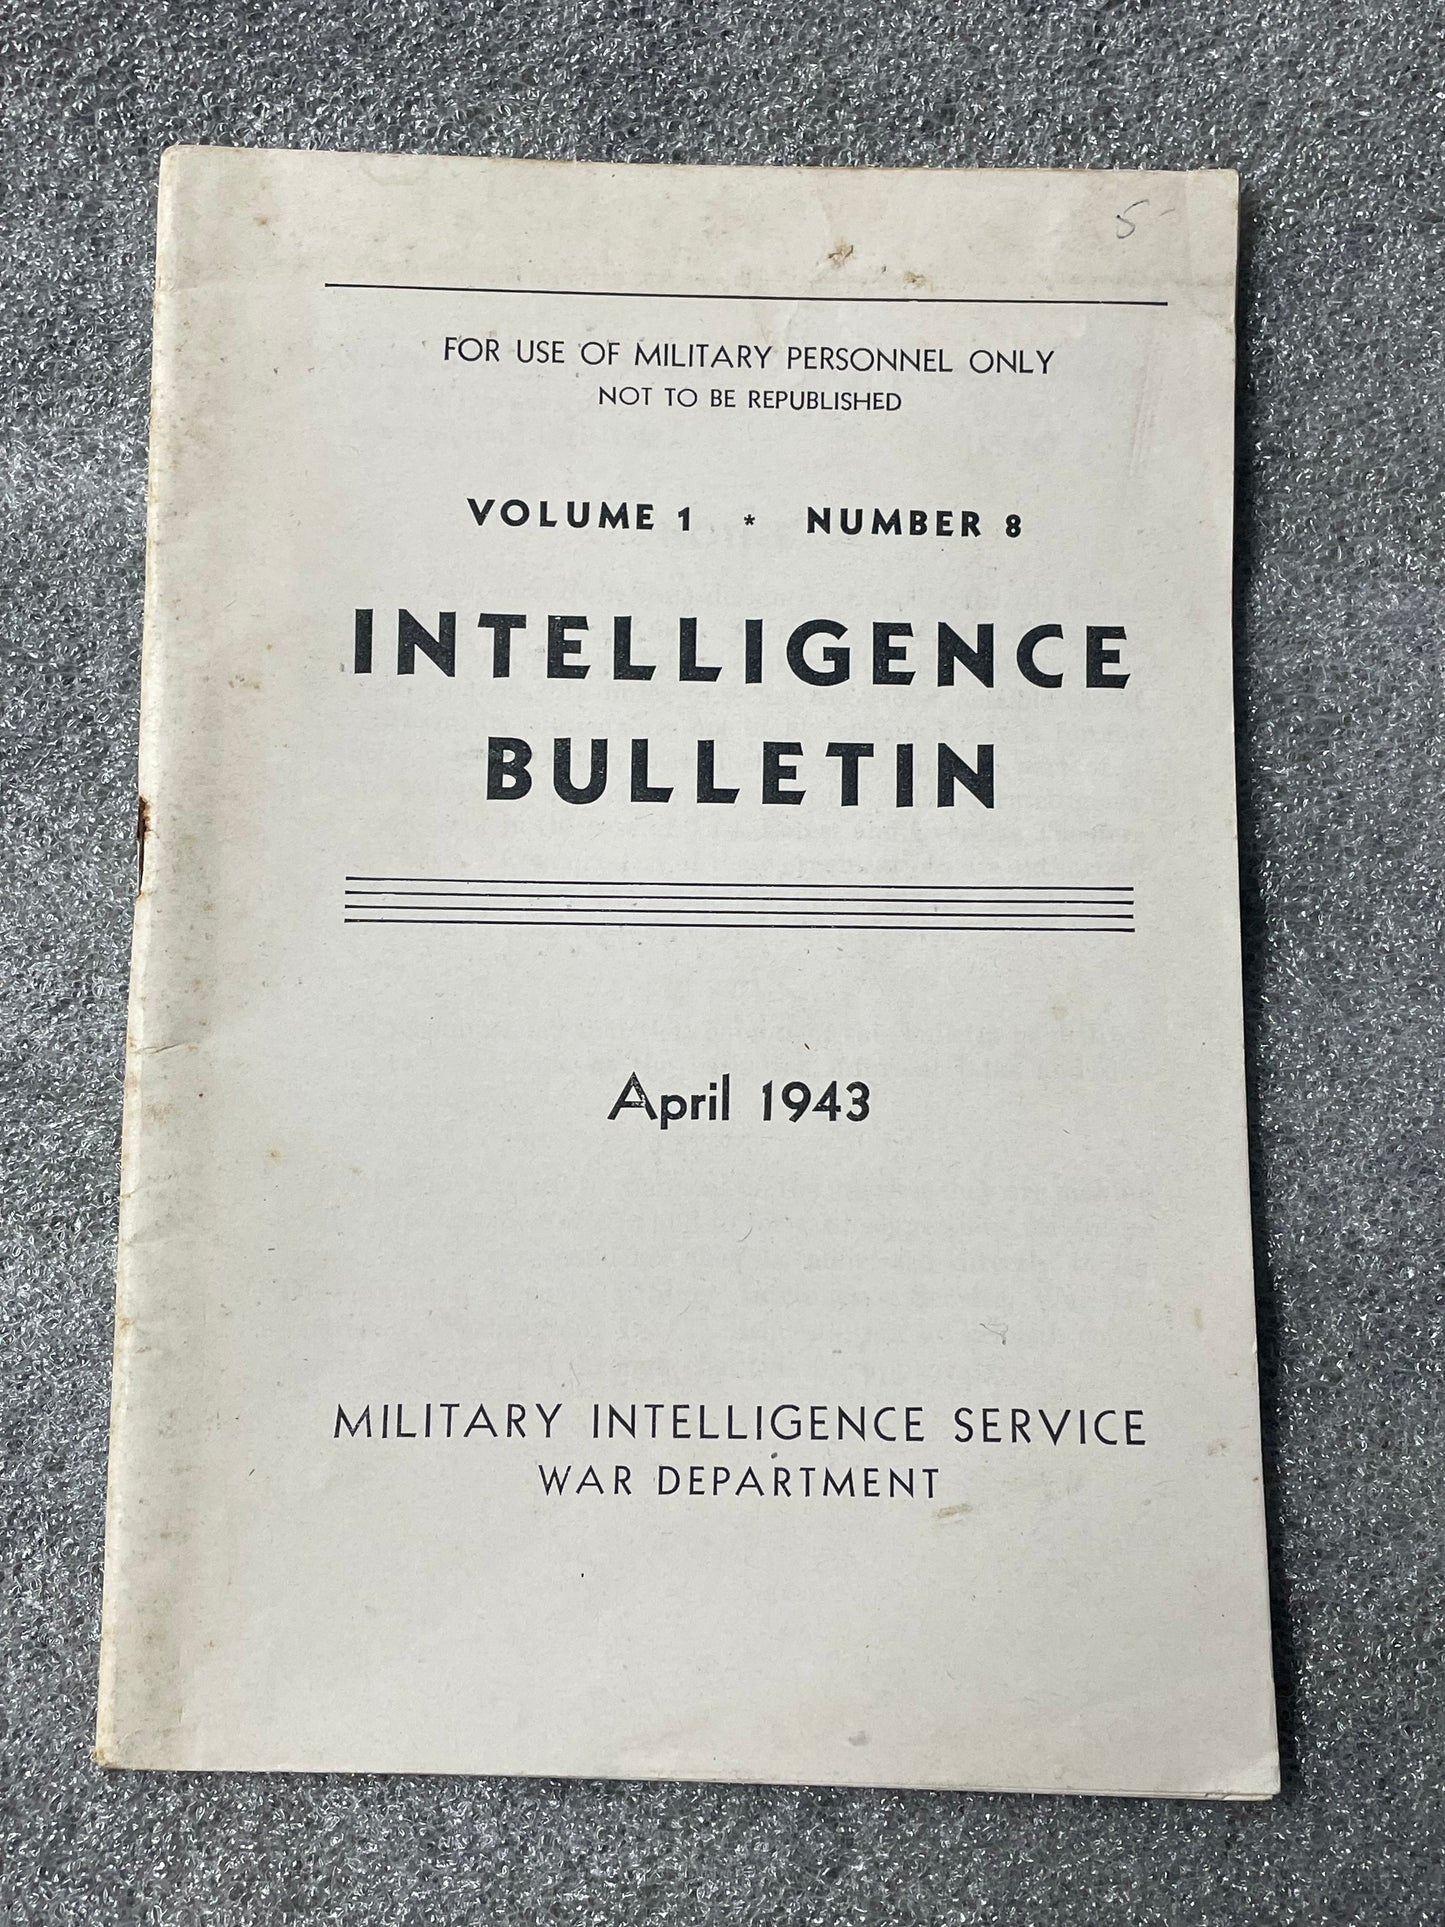 5-
FOR USE OF MILITARY PERSONNEL ONLY
NOT TO BE REPUBLISHED
VOLUME 1 * NUMBER 8
INTELLIGENCE
BULLETIN
April 1943
MILITARY INTELLIGENCE SERVICE
WAR DEPARTMENT